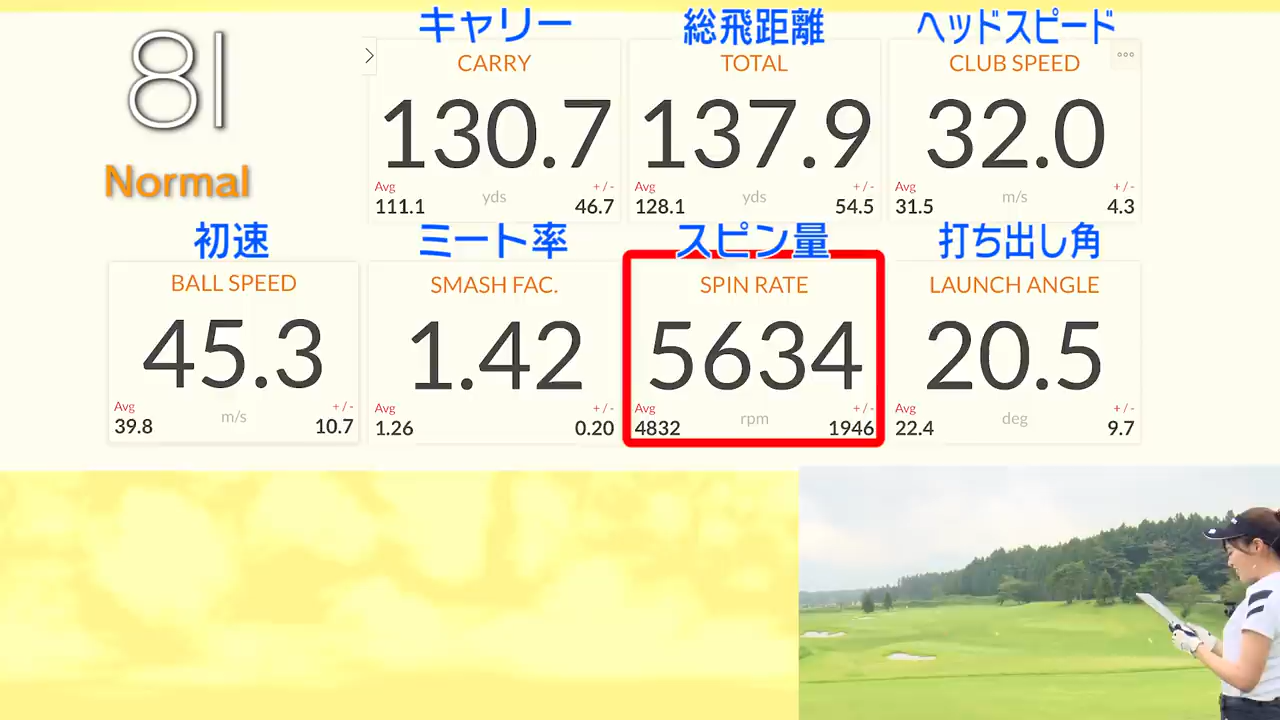 8I
Normal
キャリー
CARRY
130.7
Avg
+ / -
111.1
yds
46.7
総飛距離
TOTAL
137.9
Avg
+ / -
128.1
yds
54.5
ヘッドスピード
CLUB SPEED
32.0
Avg
+ / -
31.5
m/s
4.3
初速
BALL SPEED
45.3
Avg
+ / -
39.8
m/s
10.7
ミート率
SMASH FAC.
1.42
Avg
+ / -
1.26
0.20
スピン量
SPIN RATE
5634
Avg
+ / -
4832
rpm
1946
打ち出し角
LAUNCH ANGLE
20.5
Avg
+ / -
22.4
deg
9.7